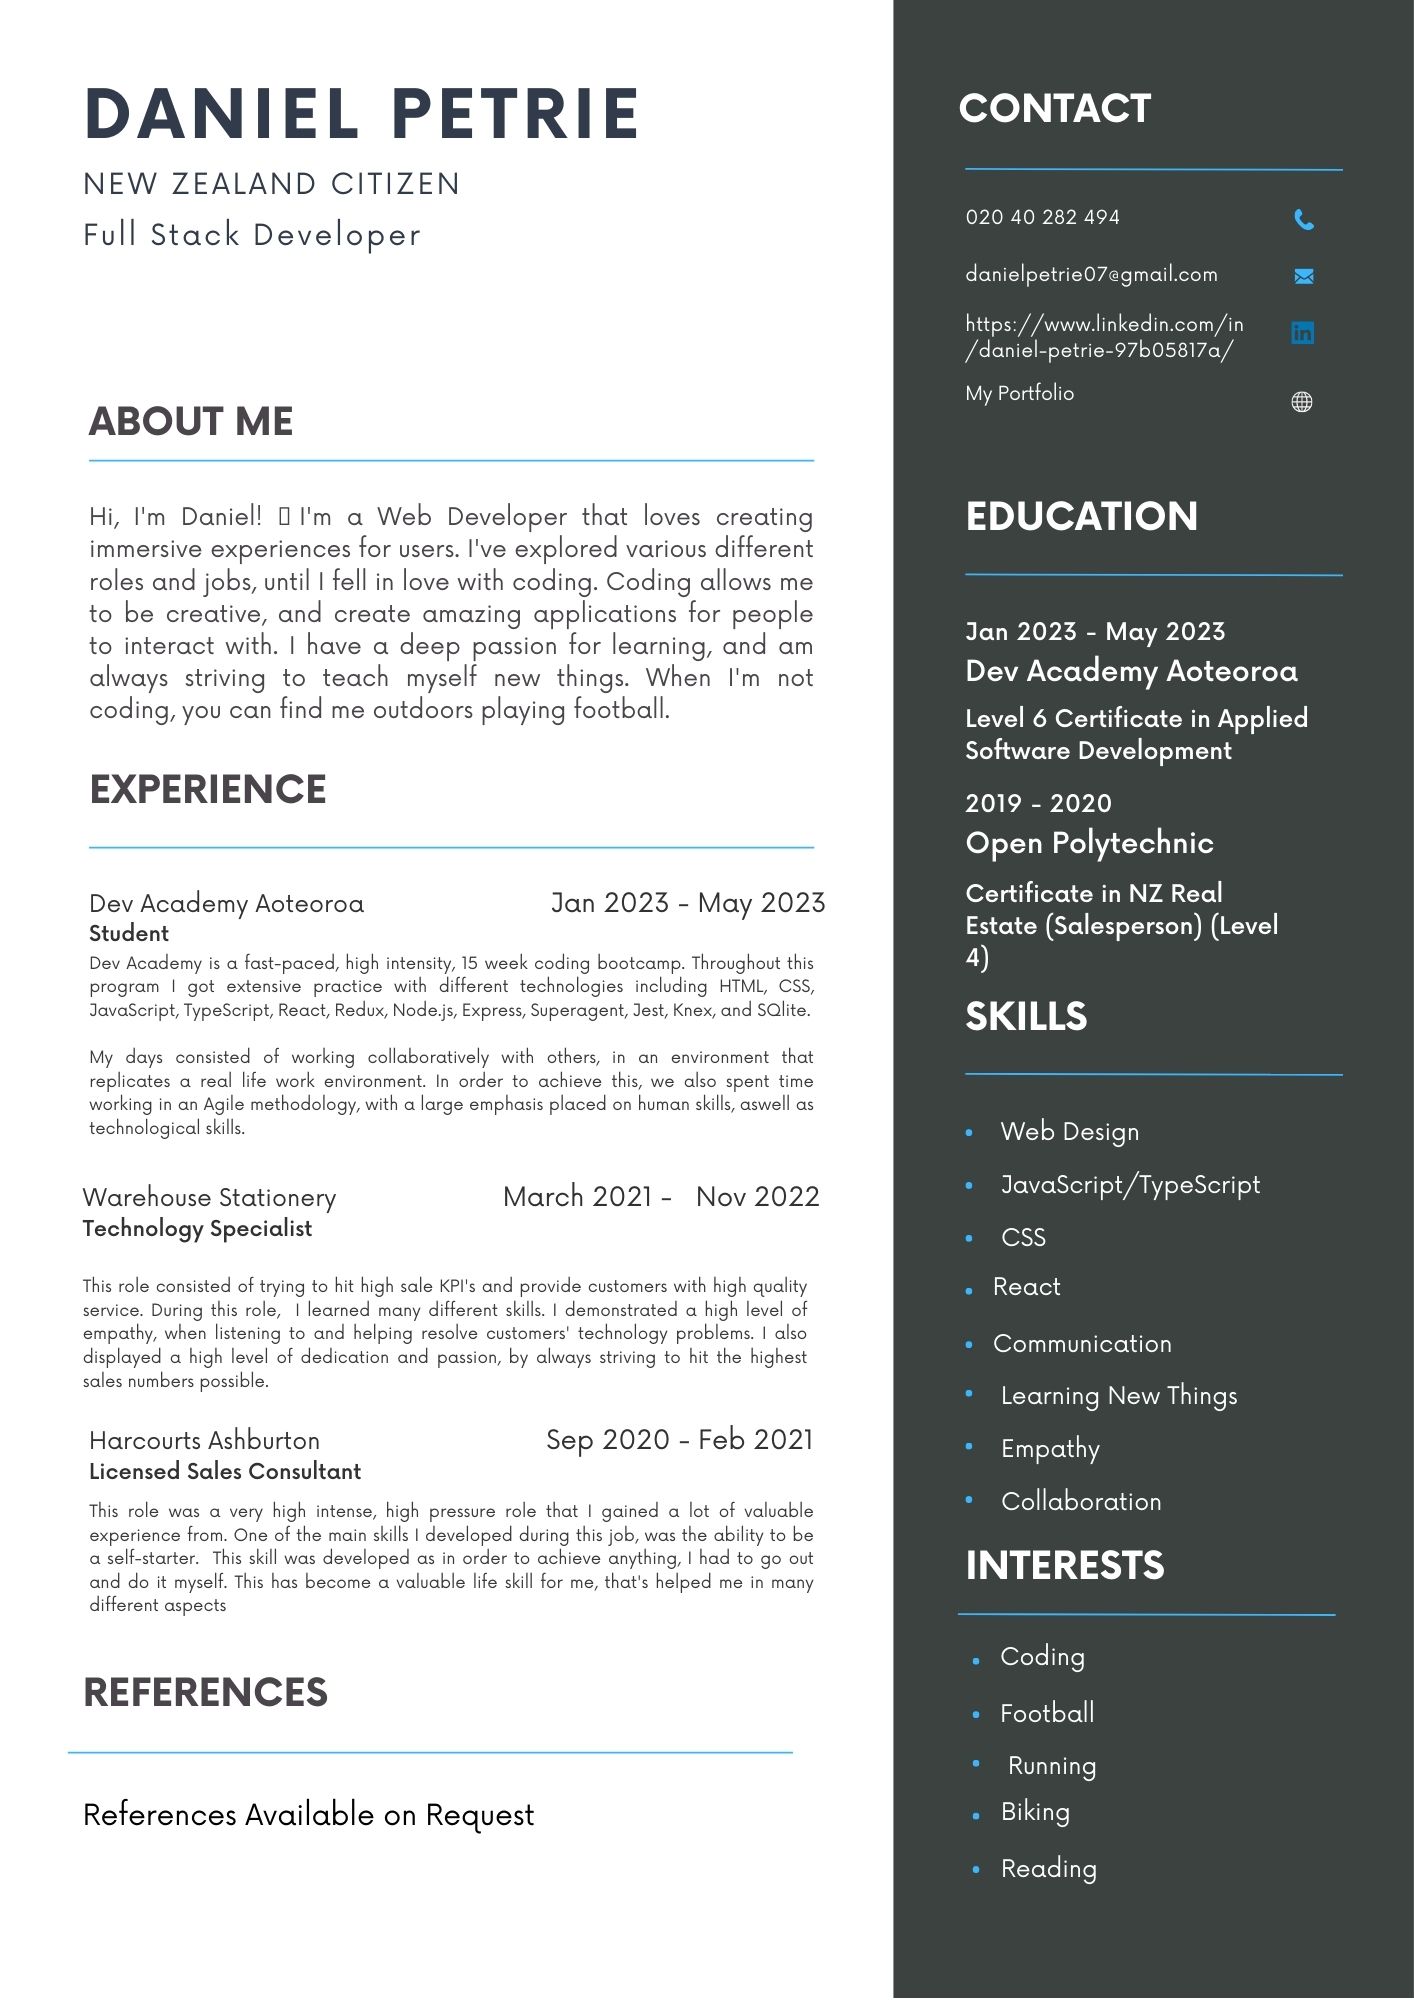 DANIEL PETRIE
NEW ZEALAND CITIZEN
Full Stack Developer
ABOUT ME
Hi, I'm Daniel! I'm a Web Developer that loves creating
immersive experiences for users. I've explored various different
roles and jobs, until I fell in love with coding. Coding allows me
to be creative, and create amazing applications for people
to interact with. I have a deep passion for learning, and am
always striving to teach myself new things. When I'm not
coding, you can find me outdoors playing football.
EXPERIENCE
Dev Academy Aoteoroa Jan 2023 - May 2023
Student
Dev Academy is a fast-paced, high intensity, 15 week coding bootcamp. Throughout this
program I got extensive practice with different technologies including HTML, CSS,
JavaScript, TypeScript, React, Redux, Node.js, Express, Superagent, Jest, Knex, and SQlite.
My days consisted of working collaboratively with others, in an environment that
replicates a real life work environment. In order to achieve this, we also spent time
working in an Agile methodology, with a large emphasis placed on human skills, aswell as
technological skills.
Warehouse Stationery March 2021 - Nov 2022
Technology Specialist
This role consisted of trying to hit high sale KPI's and provide customers with high quality
service. During this role, I learned many different skills. I demonstrated a high level of
empathy, when listening to and helping resolve customers' technology problems. I also
displayed a high level of dedication and passion, by always striving to hit the highest
sales numbers possible.
Harcourts Ashburton Sep 2020 - Feb 2021
Licensed Sales Consultant
This role was a very high intense, high pressure role that I gained a lot of valuable
experience from. One of the main skills I developed during this job, was the ability to be
a self-starter. This skill was developed as in order to achieve anything, I had to go out
and do it myself. This has become a valuable life skill for me, that's helped me in many
different aspects
REFERENCES
References Available on Request
CONTACT
020 40 282 494
danielpetrie07@gmail.com
https://www.linkedin.com/in
/daniel-petrie-97b05817a/
My Portfolio
EDUCATION
Jan 2023 - May 2023
Dev Academy Aoteoroa
Level 6 Certificate in Applied
Software Development
2019 - 2020
Open Polytechnic
Certificate in NZ Real
Estate (Salesperson) (Level
4)
SKILLS
• Web Design
• JavaScript/TypeScript
• CSS
• React
• Communication
• Learning New Things
• Empathy
• Collaboration
INTERESTS
• Coding
• Football
• Running
• Biking
• Reading